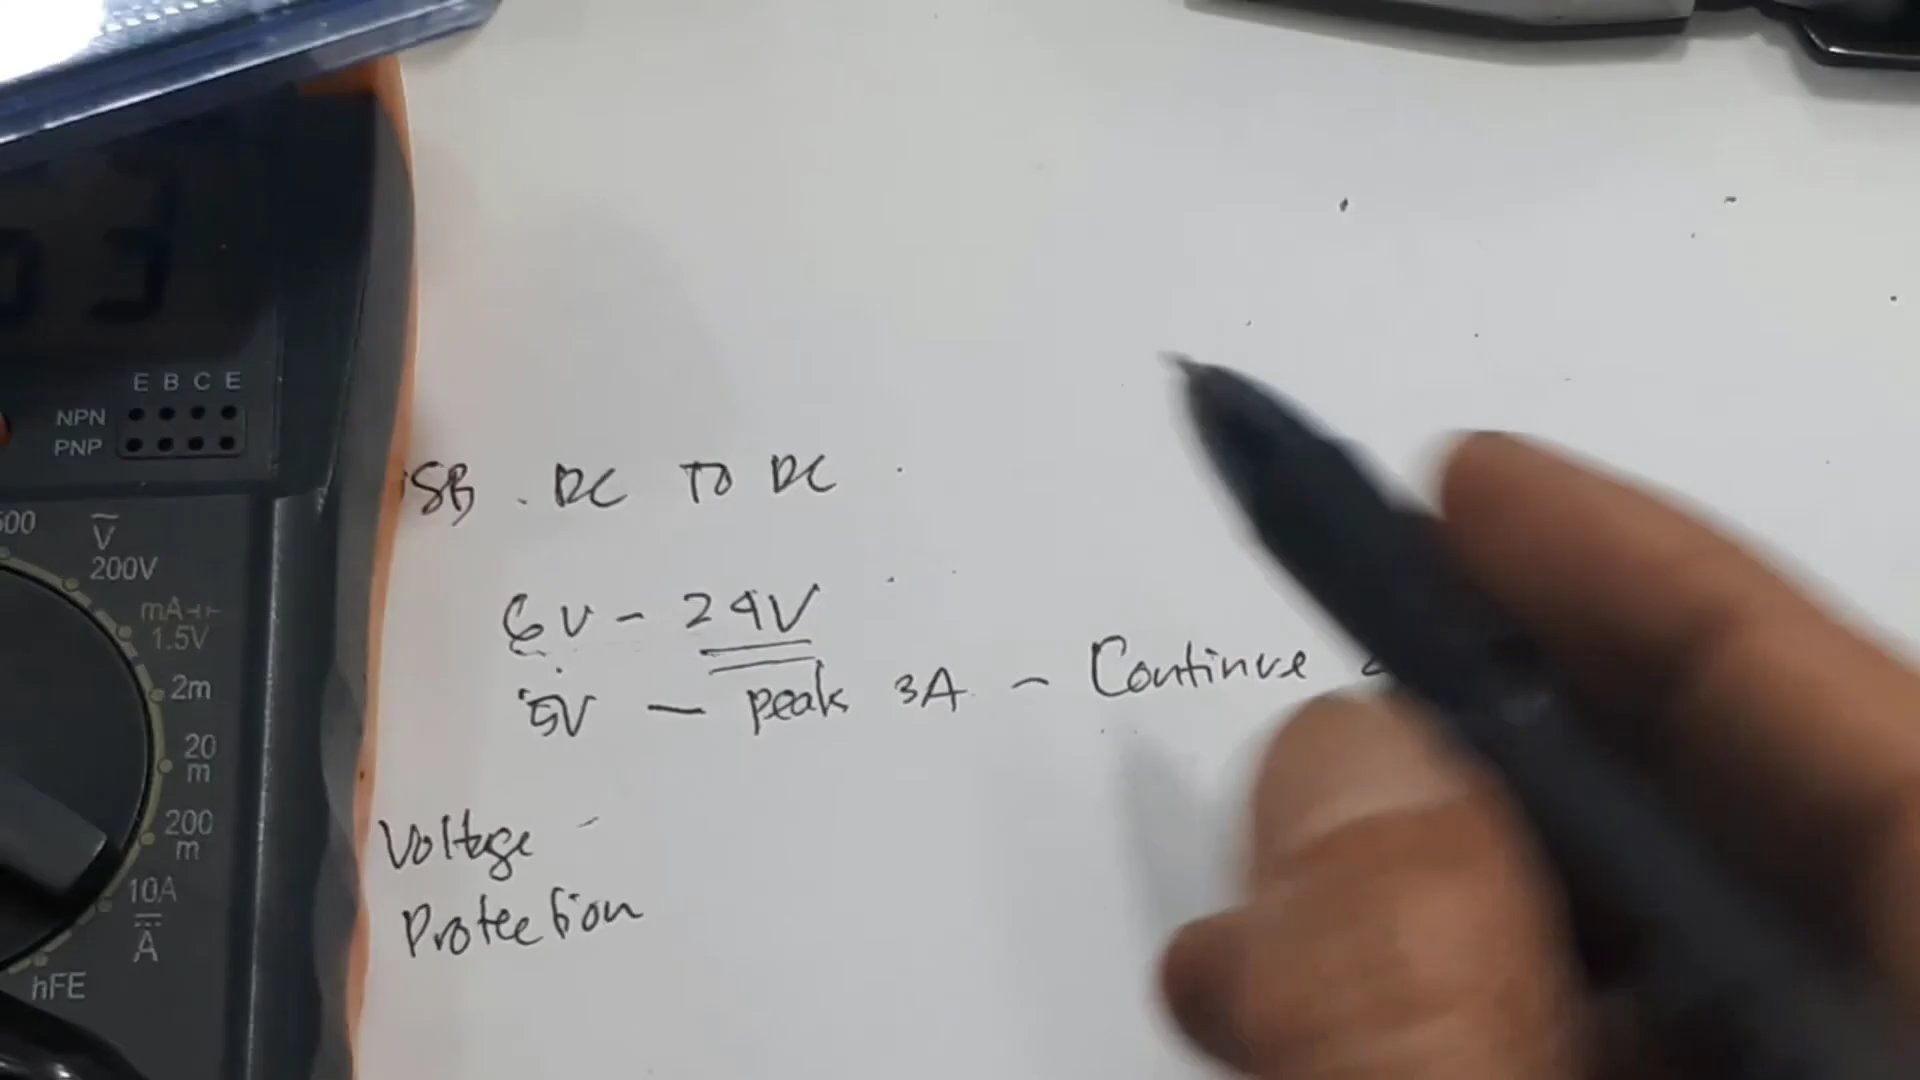 E B C E
NPN
PNP
SB . DC TO DC
V
200V
mA
1.5V
6V - 24V
2m
5V — peak 3A - Continue
20
m
200
m
Voltage -
10A
Protection
A
hFE